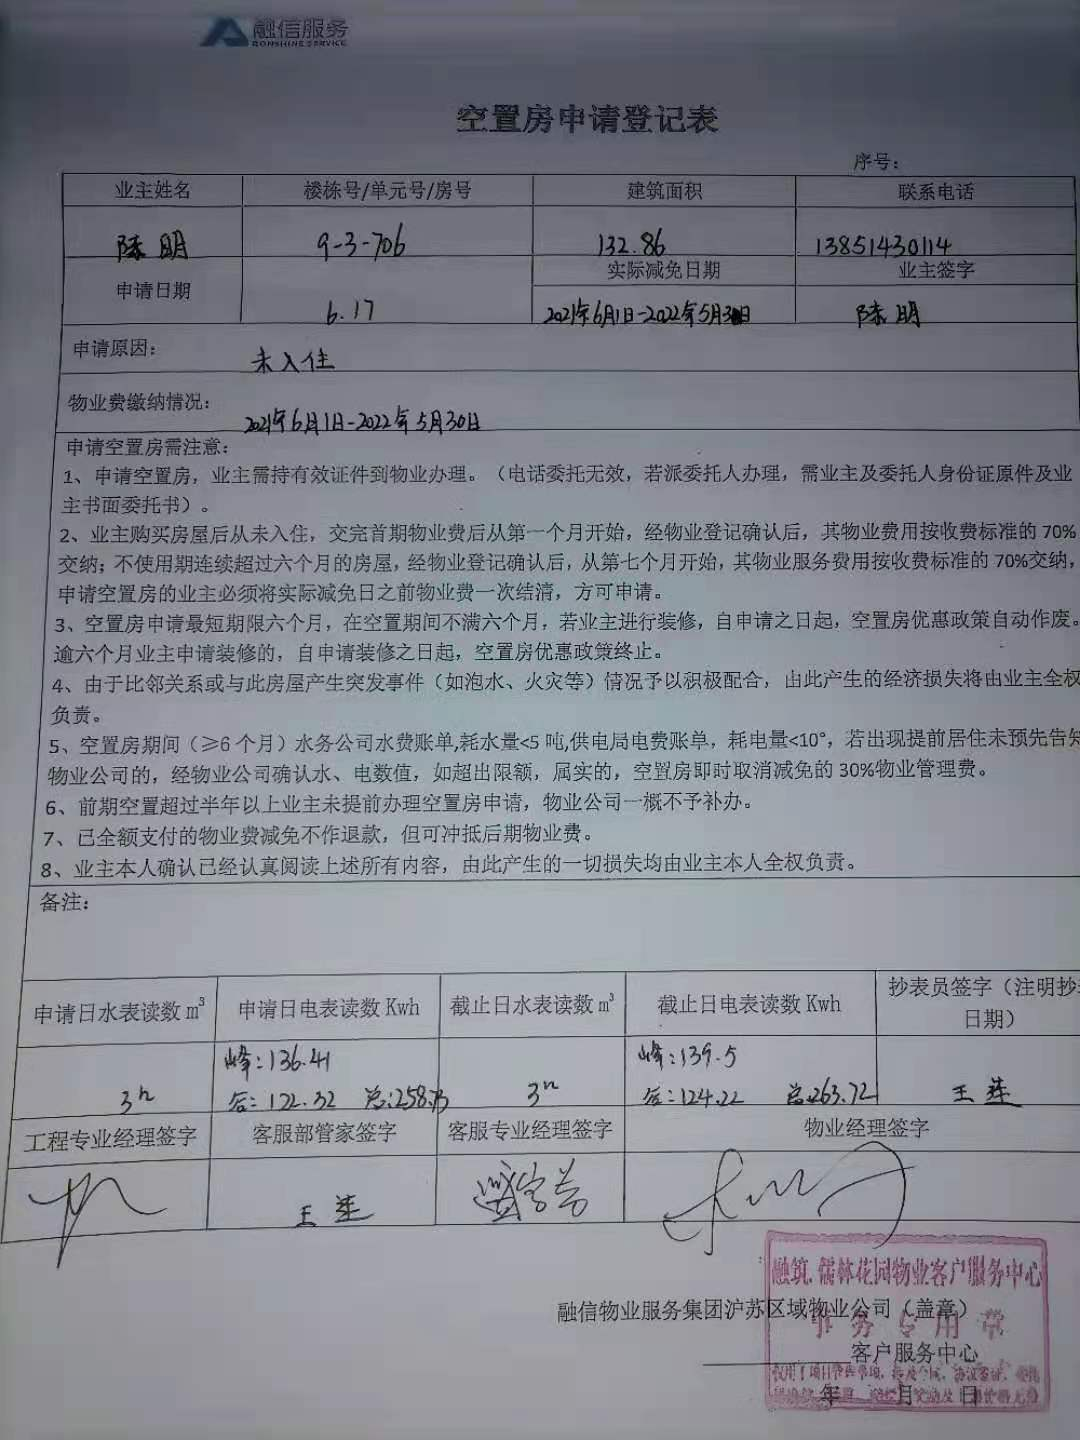 融信服务
RONSHINE SERVICE
空置房申请登记表
序号：
业主姓名 楼栋号/单元号/房号 建筑面积 联系电话
陈明 9-3-706 132.86 13851430114
申请日期 实际减免日期 业主签字
6.17 2021年6月1日-2022年5月30日 陈明
申请原因： 未入住
物业费缴纳情况： 2021年6月1日-2022年5月30日
申请空置房需注意：
1、申请空置房，业主需持有效证件到物业办理。（电话委托无效，若派委托人办理，需业主及委托人身份证原件及业
主书面委托书）。
2、业主购买房屋后从未入住，交完首期物业费后从第一个月开始，经物业登记确认后，其物业费用按收费标准的70%
交纳；不使用期连续超过六个月的房屋，经物业登记确认后，从第七个月开始，其物业服务费用按收费标准的70%交纳，
申请空置房的业主必须将实际减免日之前物业费一次结清，方可申请。
3、空置房申请最短期限六个月，在空置期间不满六个月，若业主进行装修，自申请之日起，空置房优惠政策自动作废。
逾六个月业主申请装修的，自申请装修之日起，空置房优惠政策终止。
4、由于比邻关系或与此房屋产生突发事件（如泡水、火灾等）情况予以积极配合，由此产生的经济损失将由业主全权
负责。
5、空置房期间（≥6个月）水务公司水费账单,耗水量<5吨,供电局电费账单，耗电量<10°，若出现提前居住未预先告知
物业公司的，经物业公司确认水、电数值，如超出限额，属实的，空置房即时取消减免的30%物业管理费。
6、前期空置超过半年以上业主未提前办理空置房申请，物业公司一概不予补办。
7、已全额支付的物业费减免不作退款，但可冲抵后期物业费。
8、业主本人确认已经认真阅读上述所有内容，由此产生的一切损失均由业主本人全权负责。
备注：
申请日水表读数m³ 申请日电表读数Kwh 截止日水表读数m³ 截止日电表读数Kwh 抄表员签字（注明抄
日期）
峰：136.41 峰：139.5
谷：122.32 总：258.73 谷：124.22 总：263.72 王莲
工程专业经理签字 客服部管家签字 客服专业经理签字 物业经理签字
王莲
融筑.儒林花园物业客户服务中心
融信物业服务集团沪苏区域物业公司（盖章）
事务专用章
客户服务中心
年 月 日